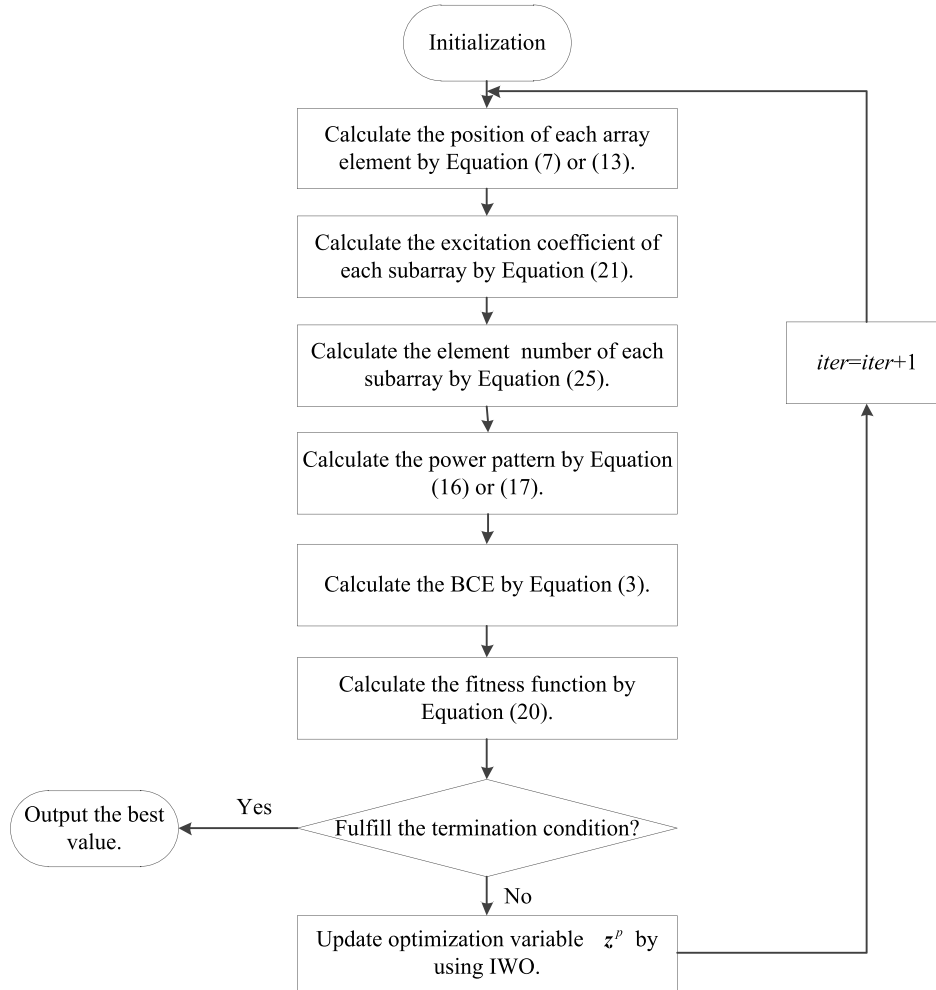 Initialization
Calculate the position of each array
element by Equation (7) or (13).
Calculate the excitation coefficient of
each subarray by Equation (21).
Calculate the element number of each
subarray by Equation (25).
iter=iter+1
Calculate the power pattern by Equation
(16) or (17).
Calculate the BCE by Equation (3).
Calculate the fitness function by
Equation (20).
Fulfill the termination condition?
Yes
Output the best
value.
No
Update optimization variable z^p by
using IWO.